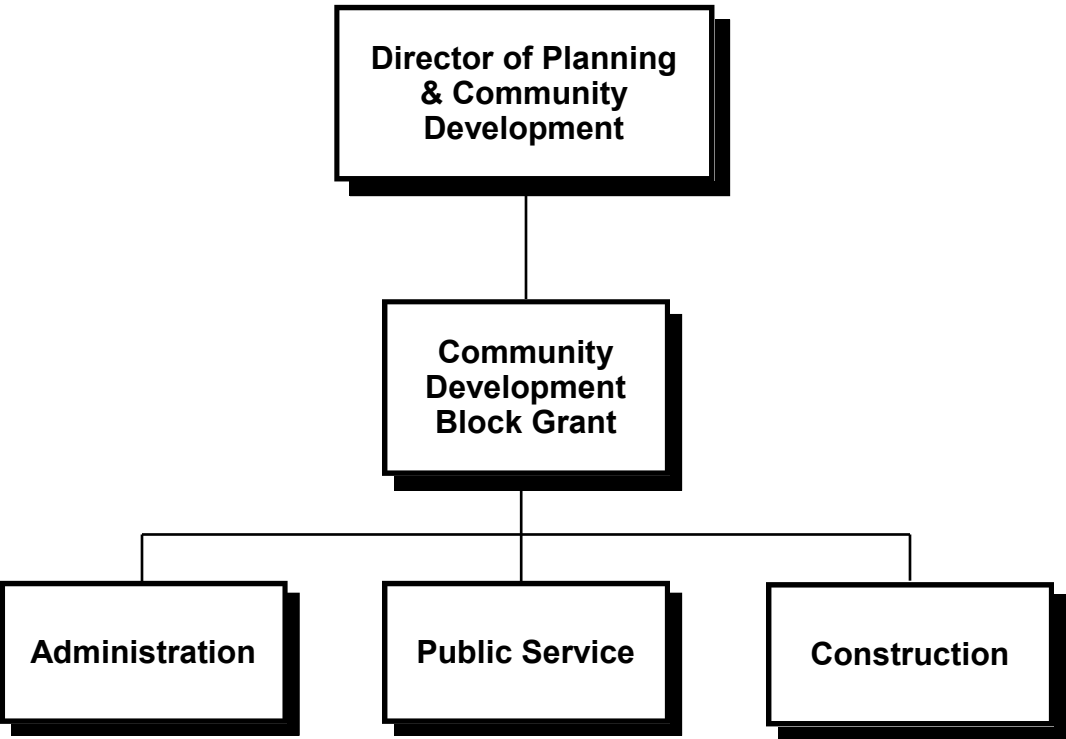 Director of Planning
& Community
Development
Community
Development
Block Grant
Administration
Public Service
Construction